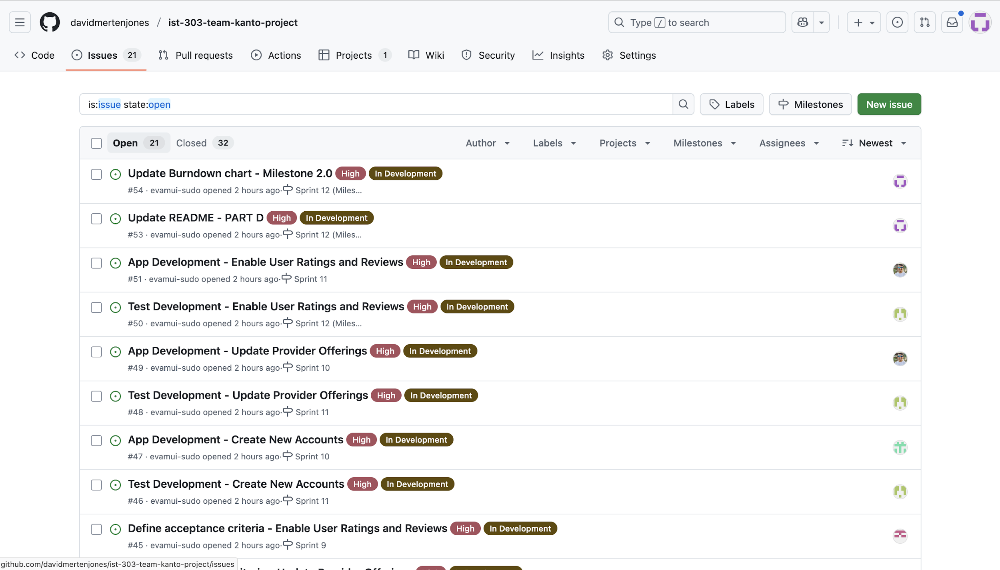 davidmertenjones / ist-303-team-kanto-project
Type / to search
Code
Issues 21
Pull requests
Actions
Projects 1
Wiki
Security
Insights
Settings
is:issue state:open
Labels
Milestones
New issue
Open 21 Closed 32 Author Labels Projects Milestones Assignees Newest
Update Burndown chart - Milestone 2.0 High In Development
#54 · evamui-sudo opened 2 hours ago· Sprint 12 (Miles...
Update README - PART D High In Development
#53 · evamui-sudo opened 2 hours ago· Sprint 12 (Miles...
App Development - Enable User Ratings and Reviews High In Development
#51 · evamui-sudo opened 2 hours ago· Sprint 11
Test Development - Enable User Ratings and Reviews High In Development
#50 · evamui-sudo opened 2 hours ago· Sprint 12 (Miles...
App Development - Update Provider Offerings High In Development
#49 · evamui-sudo opened 2 hours ago· Sprint 10
Test Development - Update Provider Offerings High In Development
#48 · evamui-sudo opened 2 hours ago· Sprint 11
App Development - Create New Accounts High In Development
#47 · evamui-sudo opened 2 hours ago· Sprint 10
Test Development - Create New Accounts High In Development
#46 · evamui-sudo opened 2 hours ago· Sprint 11
Define acceptance criteria - Enable User Ratings and Reviews High In Development
#45 · evamui-sudo opened 2 hours ago· Sprint 9
github.com/davidmertenjones/ist-303-team-kanto-project/issues